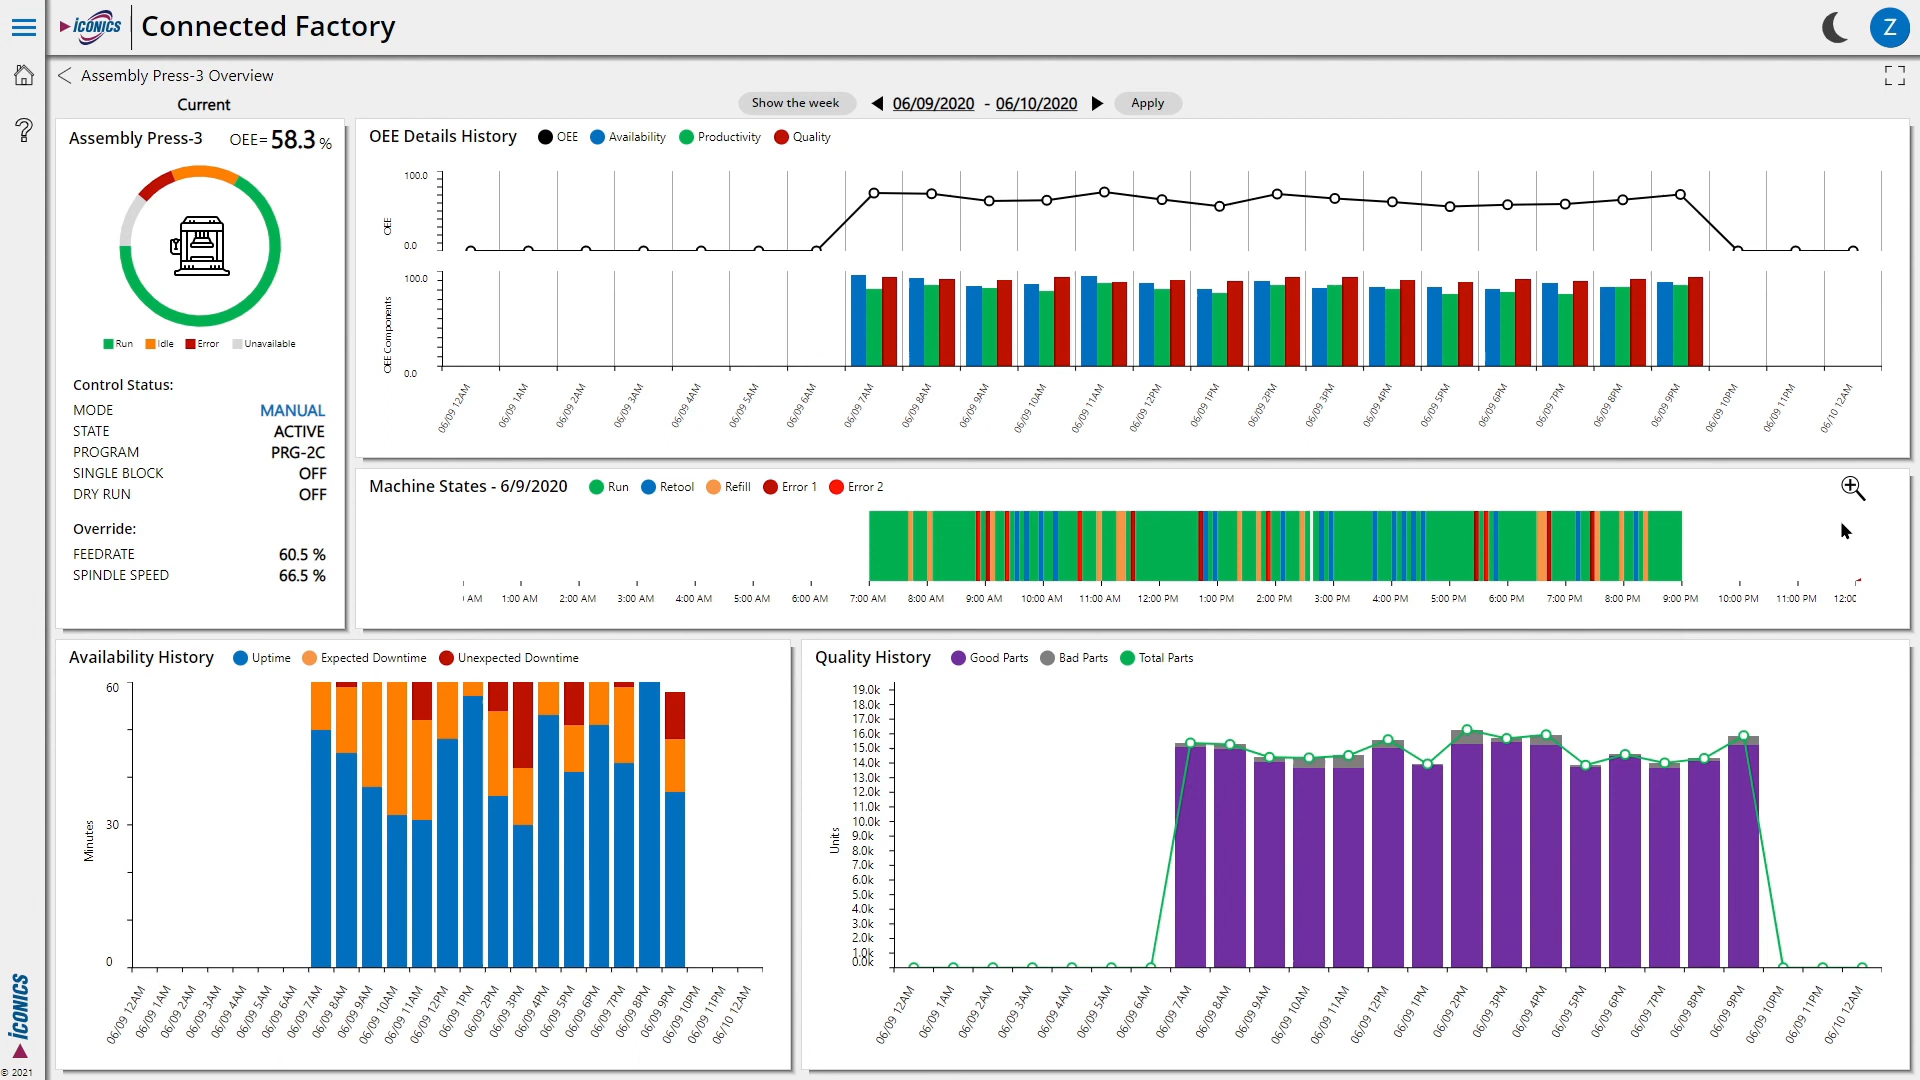 ICONICS Connected Factory
Z
Assembly Press-3 Overview
Current
Show the week 06/09/2020 - 06/10/2020 Apply
Assembly Press-3 OEE= 58.3 %
Run Idle Error Unavailable
Control Status:
MODE MANUAL
STATE ACTIVE
PROGRAM PRG-2C
SINGLE BLOCK OFF
DRY RUN OFF
Override:
FEEDRATE 60.5 %
SPINDLE SPEED 66.5 %
OEE Details History OEE Availability Productivity Quality
100.0
OEE
0.0
100.0
OEE Components
0.0
06/09 12AM 06/09 1AM 06/09 2AM 06/09 3AM 06/09 4AM 06/09 5AM 06/09 6AM 06/09 7AM 06/09 8AM 06/09 9AM 06/09 10AM 06/09 11AM 06/09 12PM 06/09 1PM 06/09 2PM 06/09 3PM 06/09 4PM 06/09 5PM 06/09 6PM 06/09 7PM 06/09 8PM 06/09 9PM 06/09 10PM 06/09 11PM 06/10 12AM
Machine States - 6/9/2020 Run Retool Refill Error 1 Error 2
AM 1:00 AM 2:00 AM 3:00 AM 4:00 AM 5:00 AM 6:00 AM 7:00 AM 8:00 AM 9:00 AM 10:00 AM 11:00 AM 12:00 PM 1:00 PM 2:00 PM 3:00 PM 4:00 PM 5:00 PM 6:00 PM 7:00 PM 8:00 PM 9:00 PM 10:00 PM 11:00 PM
Availability History Uptime Expected Downtime Unexpected Downtime
60
30
Minutes
0
06/09 12AM 06/09 1AM 06/09 2AM 06/09 3AM 06/09 4AM 06/09 5AM 06/09 6AM 06/09 7AM 06/09 8AM 06/09 9AM 06/09 10AM 06/09 11AM 06/09 12PM 06/09 1PM 06/09 2PM 06/09 3PM 06/09 4PM 06/09 5PM 06/09 6PM 06/09 7PM 06/09 8PM 06/09 9PM 06/09 10PM 06/09 11PM 06/10 12AM
Quality History Good Parts Bad Parts Total Parts
19.0k
18.0k
17.0k
16.0k
15.0k
14.0k
13.0k
12.0k
11.0k
10.0k
9.0k
Units
8.0k
7.0k
6.0k
5.0k
4.0k
3.0k
2.0k
1.0k
0.0k
06/09 12AM 06/09 1AM 06/09 2AM 06/09 3AM 06/09 4AM 06/09 5AM 06/09 6AM 06/09 7AM 06/09 8AM 06/09 9AM 06/09 10AM 06/09 11AM 06/09 12PM 06/09 1PM 06/09 2PM 06/09 3PM 06/09 4PM 06/09 5PM 06/09 6PM 06/09 7PM 06/09 8PM 06/09 9PM 06/09 10PM 06/09 11PM 06/10 12AM
ICONICS
© 2021